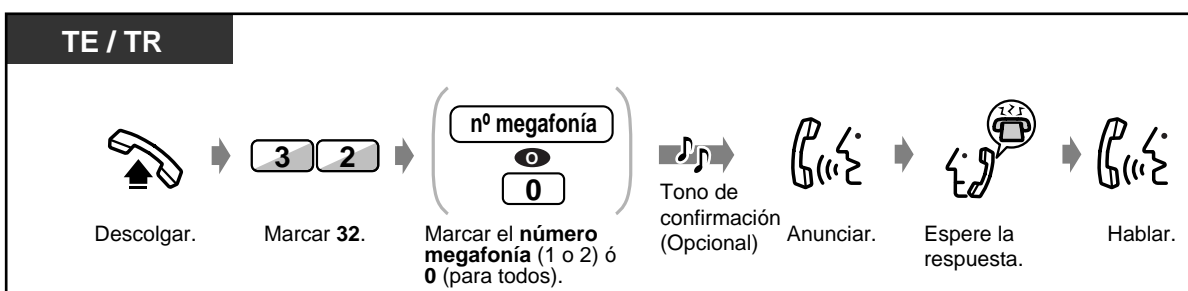 TE / TR
3 2
nº megafonía
o
0
Descolgar.
Marcar 32.
Marcar el número
megafonía (1 o 2) ó
0 (para todos).
Tono de
confirmación
(Opcional)
Anunciar.
Espere la
respuesta.
Hablar.